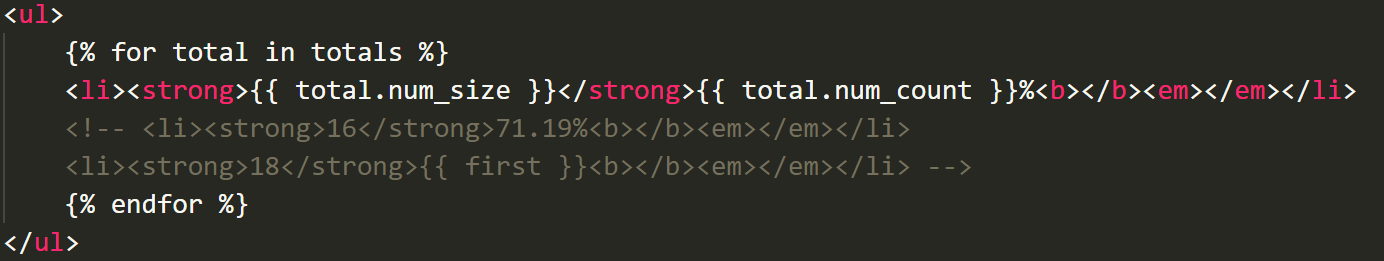 <ul>
{% for total in totals %}
<li><strong>{{ total.num_size }}</strong>{{ total.num_count }}%<b></b><em></em></li>
<!-- <li><strong>16</strong>71.19%<b></b><em></em></li>
<li><strong>18</strong>{{ first }}<b></b><em></em></li> -->
{% endfor %}
</ul>